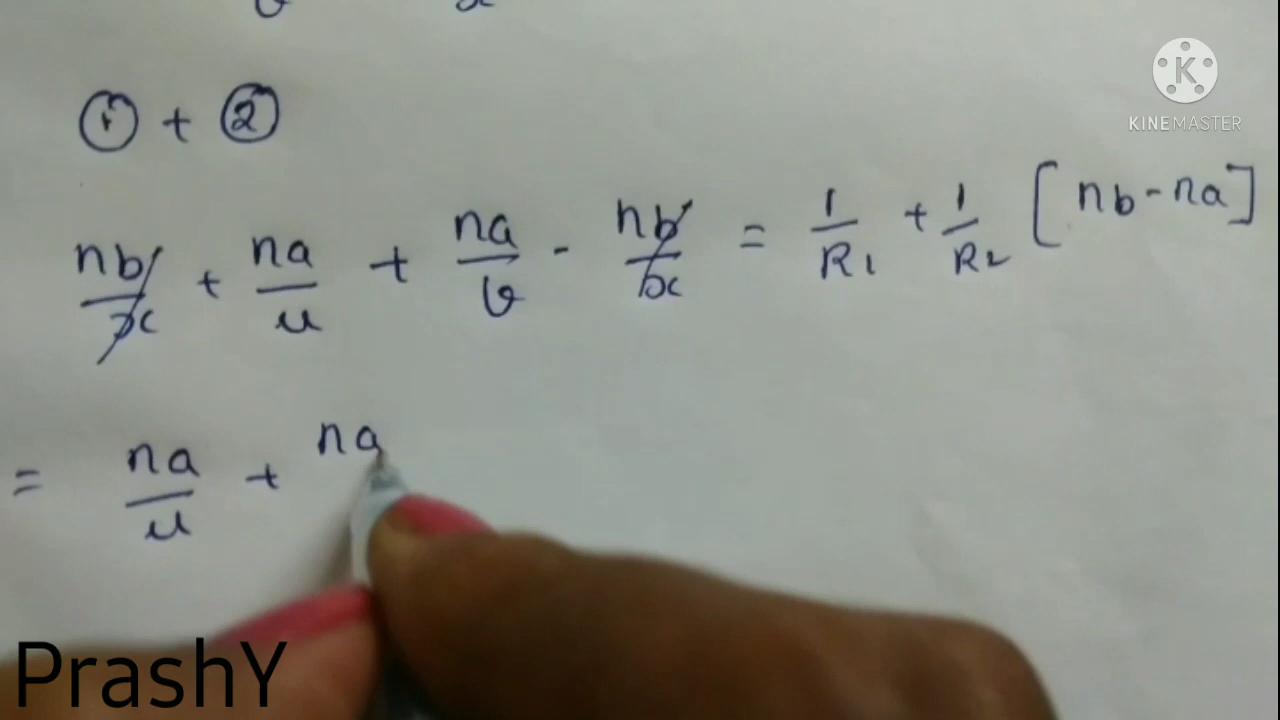 ① + ②
nb/x + na/u + na/v - nb/x = 1/R1 + 1/R2 [nb - na]
= na/u + na
KINEMASTER
PrashY